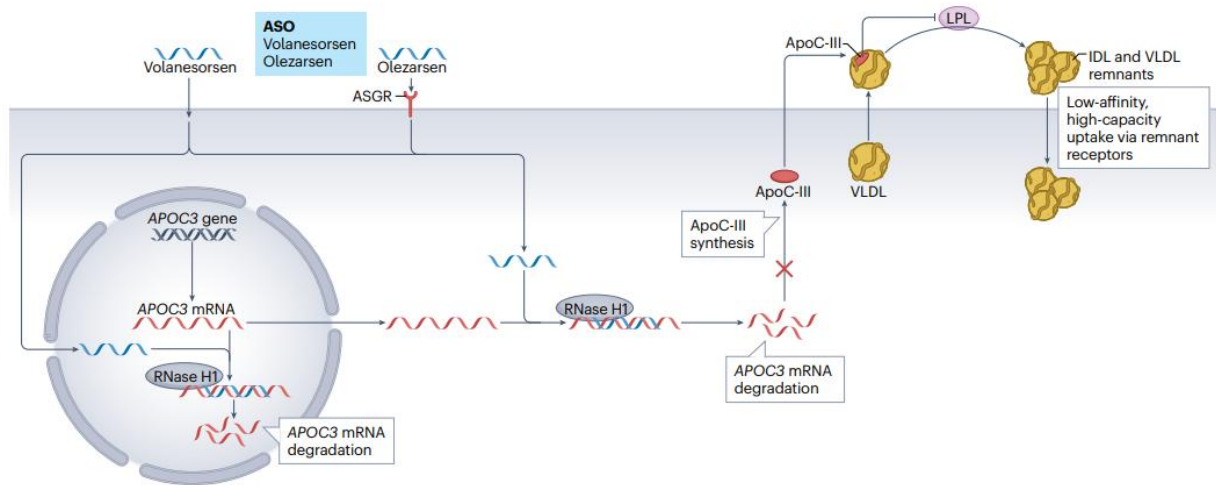 ASO
Volanesorsen
Olezarsen
Volanesorsen
Olezarsen
ASGR
APOC3 gene
APOC3 mRNA
RNase H1
APOC3 mRNA
degradation
RNase H1
APOC3 mRNA
degradation
ApoC-III
synthesis
ApoC-III
VLDL
ApoC-III
LPL
IDL and VLDL
remnants
Low-affinity,
high-capacity
uptake via remnant
receptors